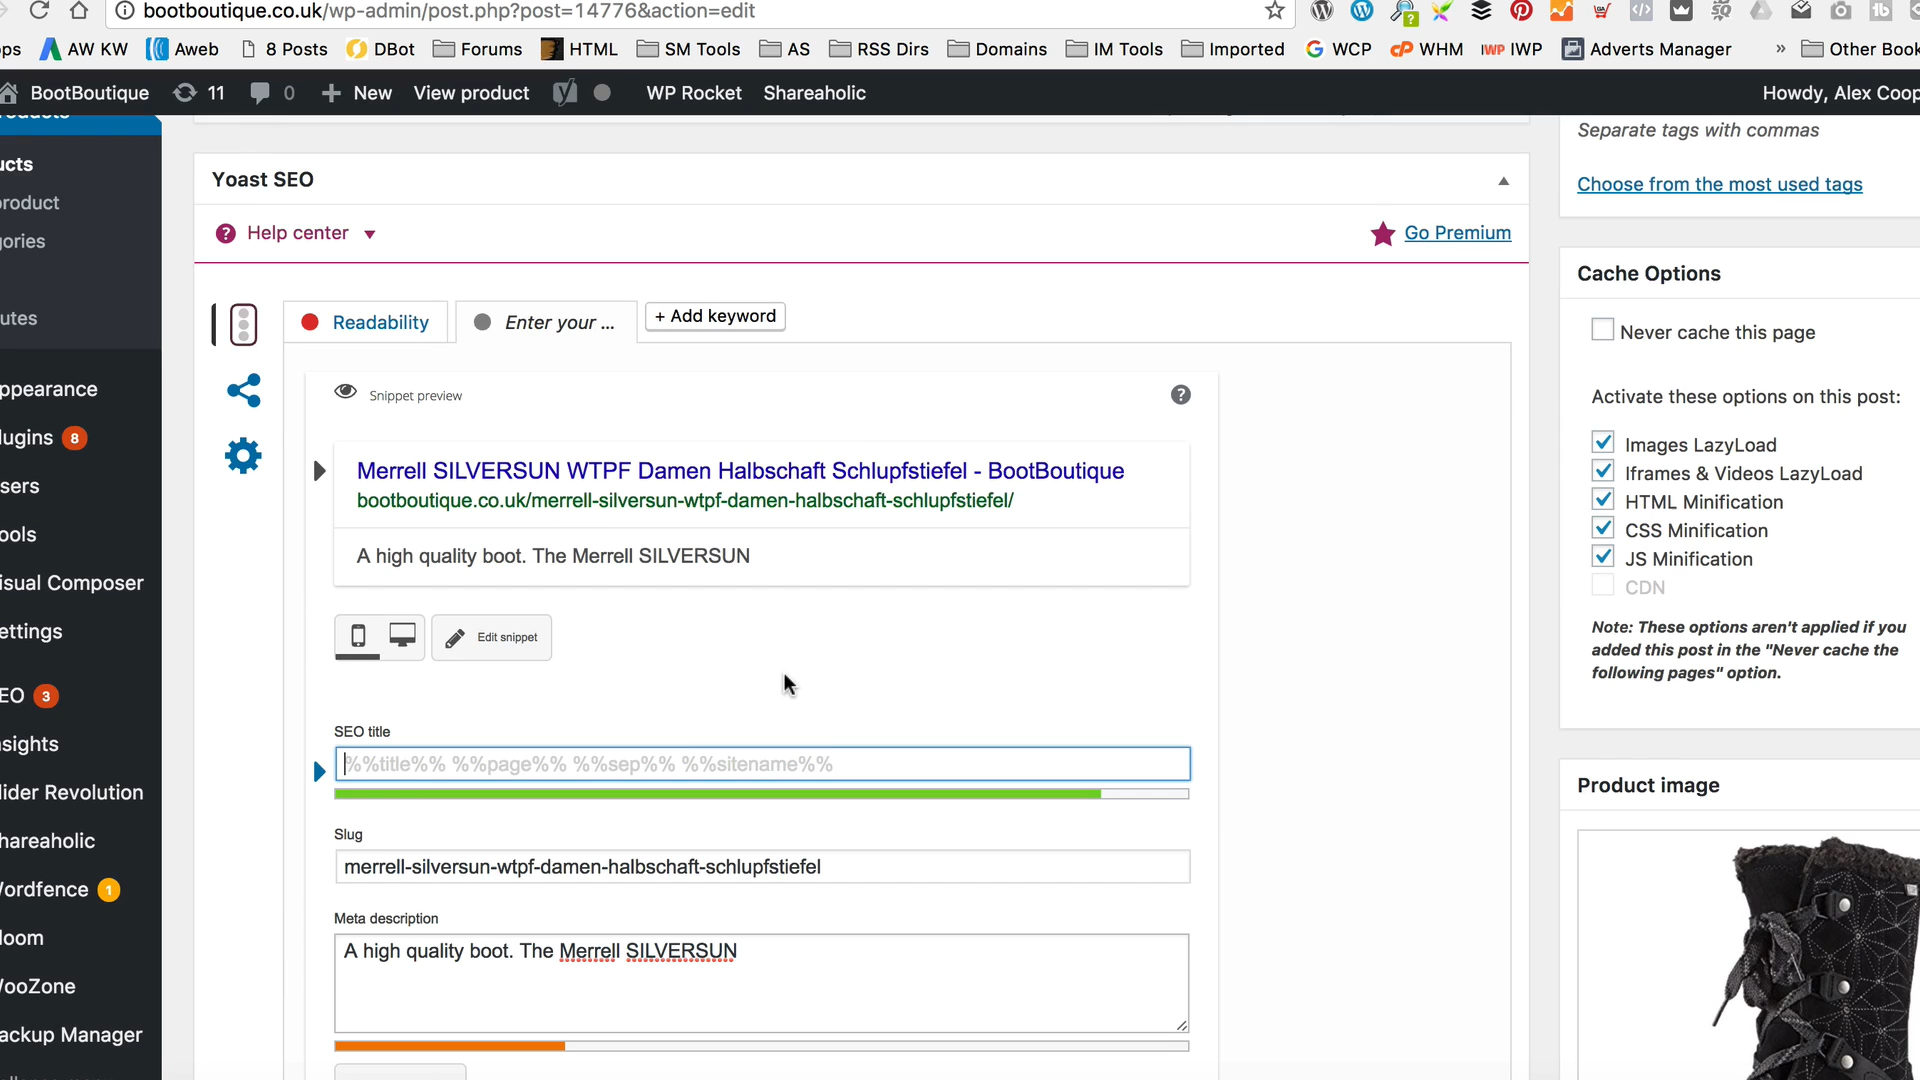 bootboutique.co.uk/wp-admin/post.php?post=14776&action=edit
AW KW
Aweb
8 Posts
DBot
Forums
HTML
SM Tools
AS
RSS Dirs
Domains
IM Tools
Imported
WCP
WHM
IWP IWP
Adverts Manager
»
Other Book
BootBoutique
11
0
+ New
View product
WP Rocket
Shareaholic
Howdy, Alex Coop
ucts
roduct
gories
utes
ppearance
lugins 8
sers
ools
isual Composer
ettings
EO 3
nsights
lider Revolution
hareaholic
ordfence 1
loom
ooZone
ackup Manager
Yoast SEO
Help center
Go Premium
Readability
Enter your ...
+ Add keyword
Snippet preview
Merrell SILVERSUN WTPF Damen Halbschaft Schlupfstiefel - BootBoutique
bootboutique.co.uk/merrell-silversun-wtpf-damen-halbschaft-schlupfstiefel/
A high quality boot. The Merrell SILVERSUN
Edit snippet
SEO title
%%title%% %%page%% %%sep%% %%sitename%%
Slug
merrell-silversun-wtpf-damen-halbschaft-schlupfstiefel
Meta description
A high quality boot. The Merrell SILVERSUN
Separate tags with commas
Choose from the most used tags
Cache Options
Never cache this page
Activate these options on this post:
Images LazyLoad
Iframes & Videos LazyLoad
HTML Minification
CSS Minification
JS Minification
CDN
Note: These options aren't applied if you
added this post in the "Never cache the
following pages" option.
Product image